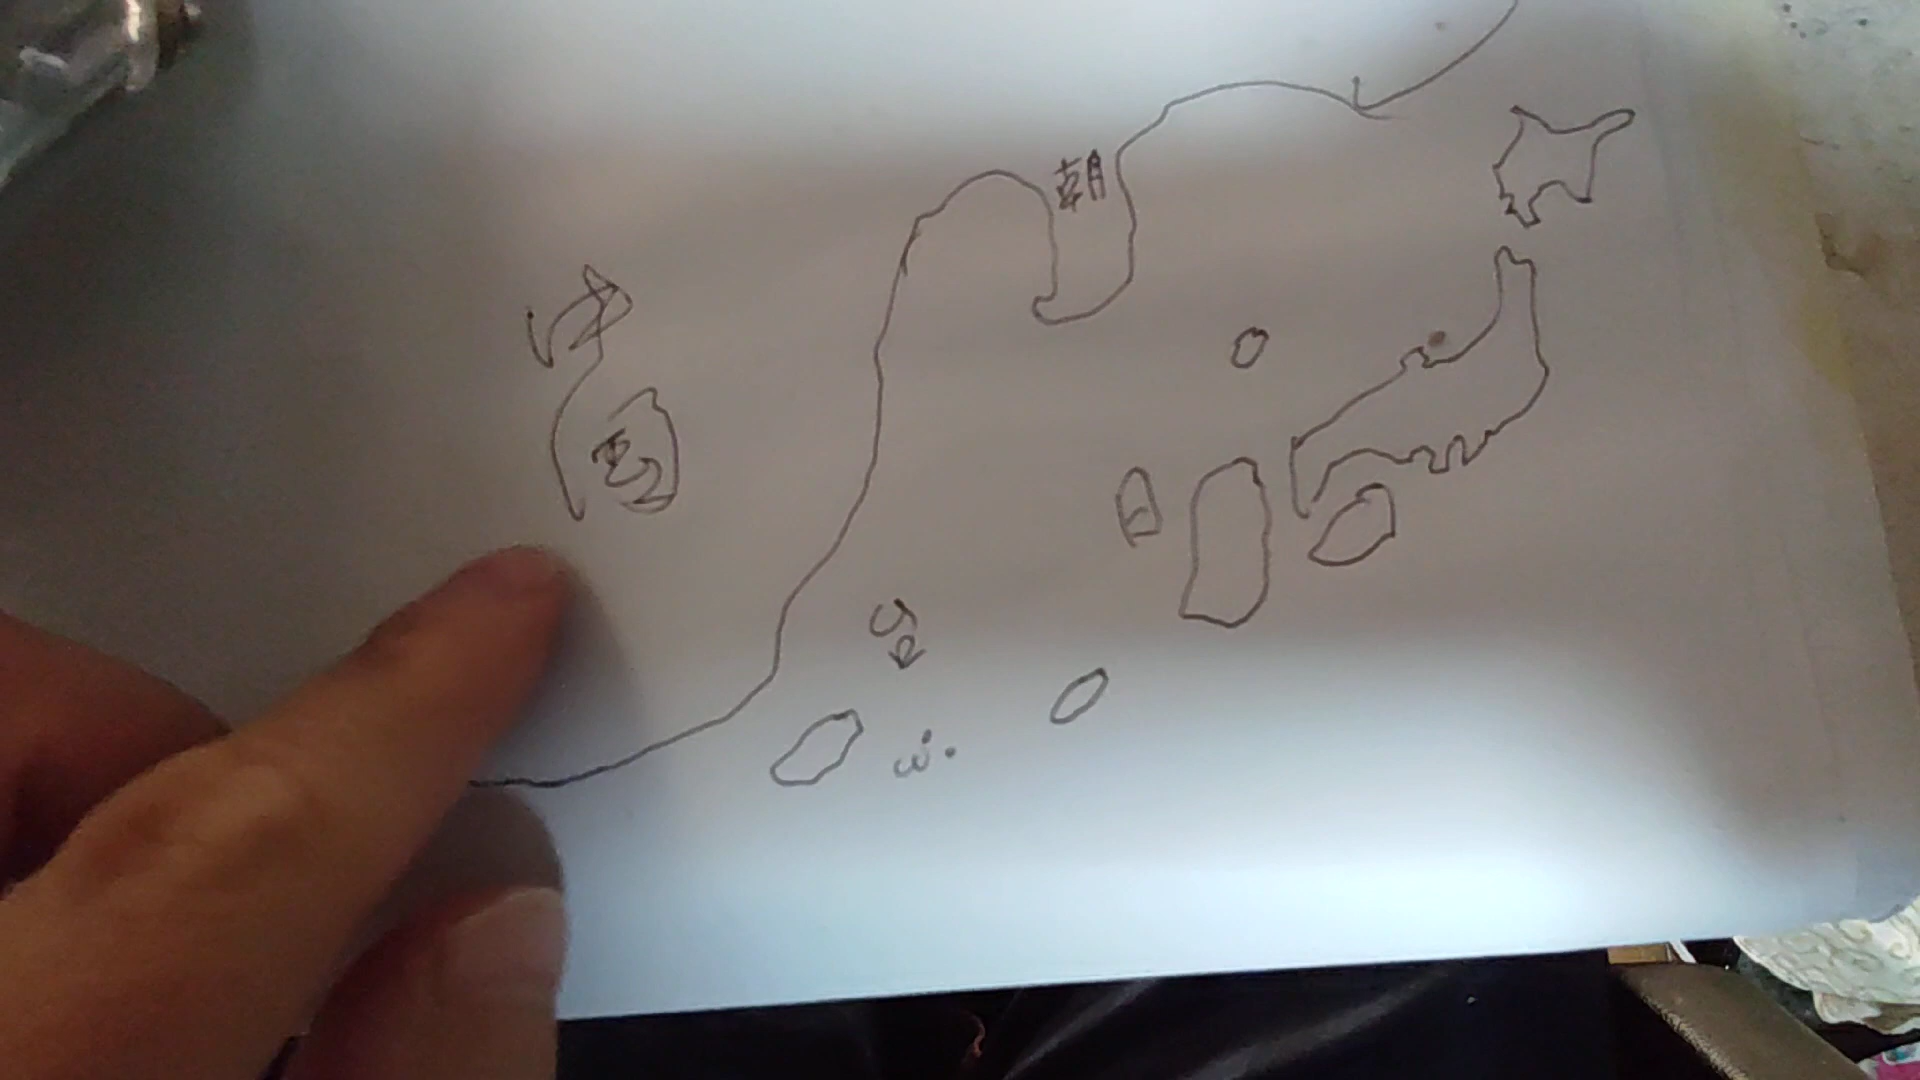 中
国
朝
日
台